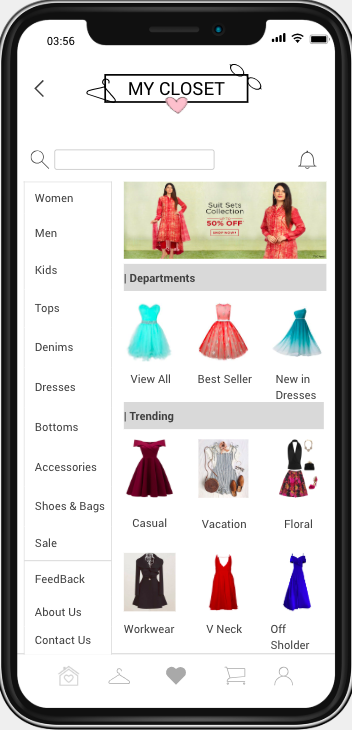 03:56
MY CLOSET
Women
Men
Kids
Tops
Denims
Dresses
Bottoms
Accessories
Shoes & Bags
Sale
FeedBack
About Us
Contact Us
Suit Sets
Collection
50% OFF
SHOP NOW
| Departments
View All
Best Seller
New in
Dresses
| Trending
Casual
Vacation
Floral
Workwear
V Neck
Off
Sholder